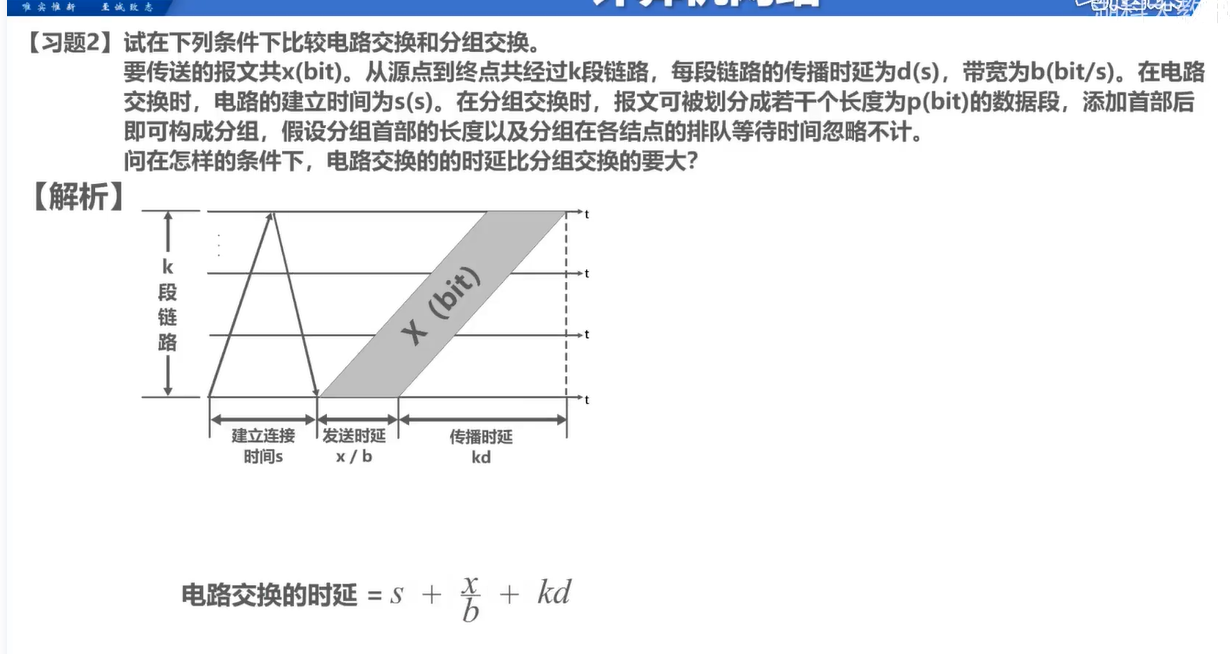 唯实惟新 至诚致志
计算机网络
【习题2】试在下列条件下比较电路交换和分组交换。
要传送的报文共x(bit)。从源点到终点共经过k段链路，每段链路的传播时延为d(s)，带宽为b(bit/s)。在电路
交换时，电路的建立时间为s(s)。在分组交换时，报文可被划分成若干个长度为p(bit)的数据段，添加首部后
即可构成分组，假设分组首部的长度以及分组在各结点的排队等待时间忽略不计。
问在怎样的条件下，电路交换的的时延比分组交换的要大？
【解析】
t
t
t
t
k
段
链
路
X (bit)
建立连接
时间s
发送时延
x / b
传播时延
kd
电路交换的时延 = s + x/b + kd